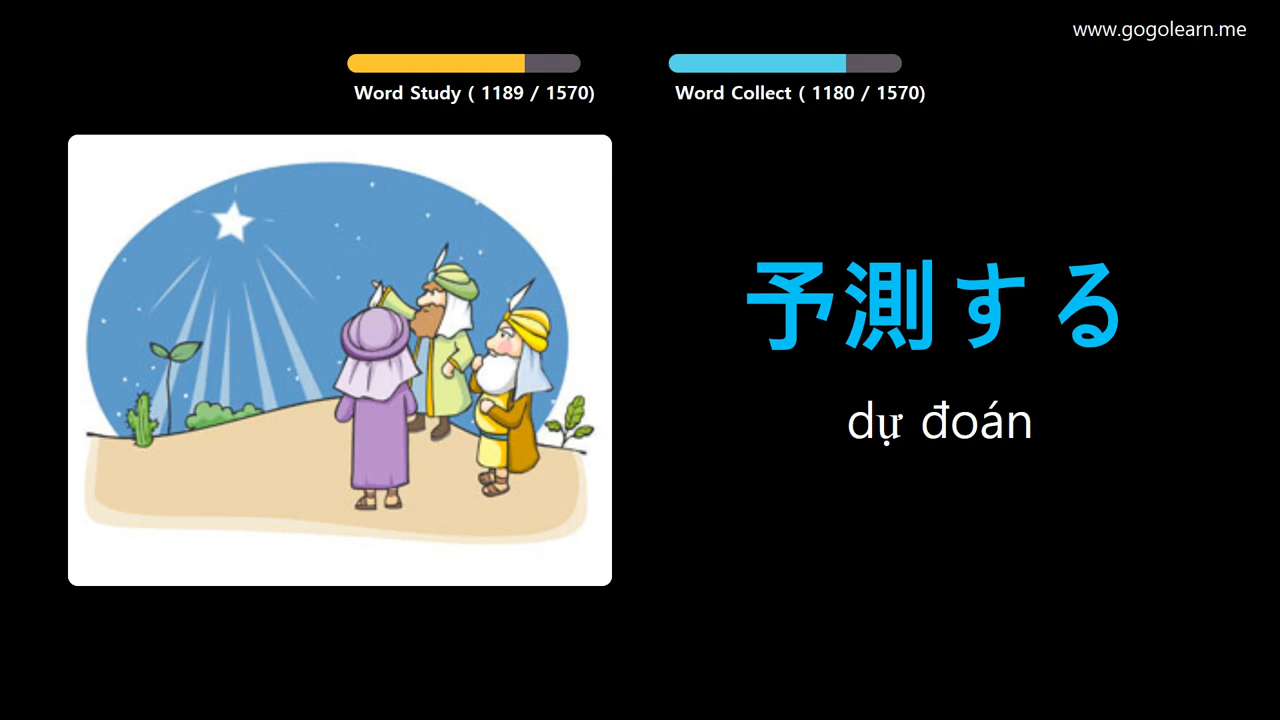 www.gogolearn.me
Word Study ( 1189 / 1570)
Word Collect ( 1180 / 1570)
予測する
dự đoán